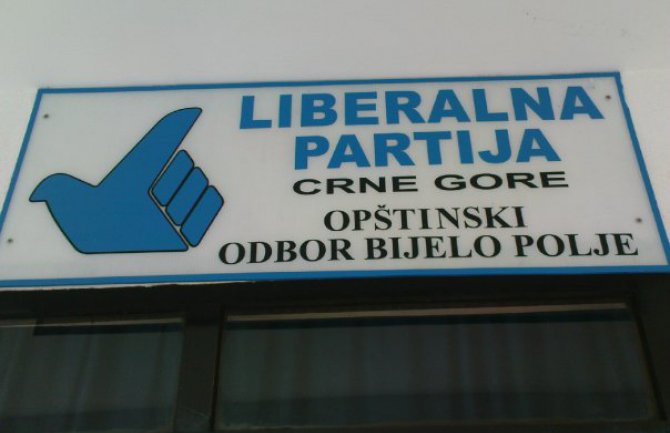 LIBERALNA
PARTIJA
CRNE GORE
OPŠTINSKI
ODBOR BIJELO POLJE